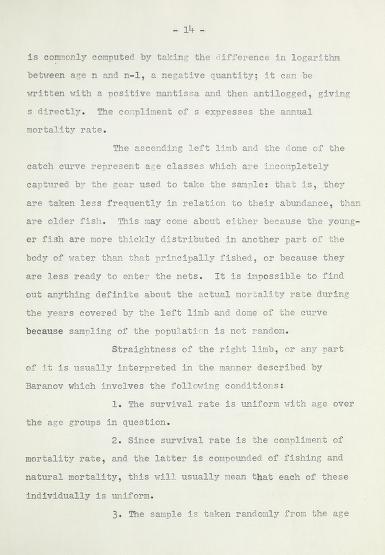 - 14 -
is commonly computed by taking the difference in logarithm
between age n and n-1, a negative quantity; it can be
written with a positive mantissa and then antilogged, giving
s directly. The compliment of s expresses the annual
mortality rate.
The ascending left limb and the dome of the
catch curve represent age classes which are incompletely
captured by the gear used to take the sample: that is, they
are taken less frequently in relation to their abundance, than
are older fish. This may come about either because the young-
er fish are more thickly distributed in another part of the
body of water than that principally fished, or because they
are less ready to enter the nets. It is impossible to find
out anything definite about the actual mortality rate during
the years covered by the left limb and dome of the curve
because sampling of the population is not random.
Straightness of the right limb, or any part
of it is usually interpreted in the manner described by
Baranov which involves the following conditions:
1. The survival rate is uniform with age over
the age groups in question.
2. Since survival rate is the compliment of
mortality rate, and the latter is compounded of fishing and
natural mortality, this will usually mean that each of these
individually is uniform.
3. The sample is taken randomly from the age